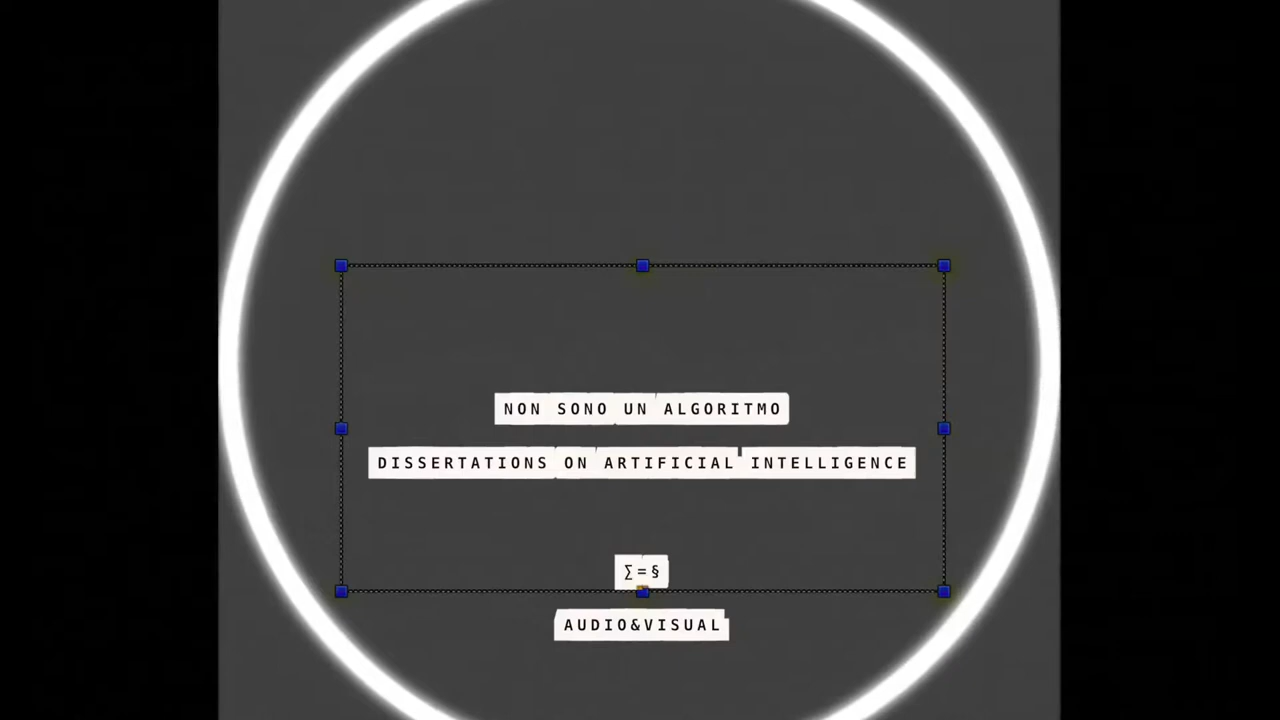 NON SONO UN ALGORITMO
DISSERTATIONS ON ARTIFICIAL INTELLIGENCE
∑=§
AUDIO&VISUAL